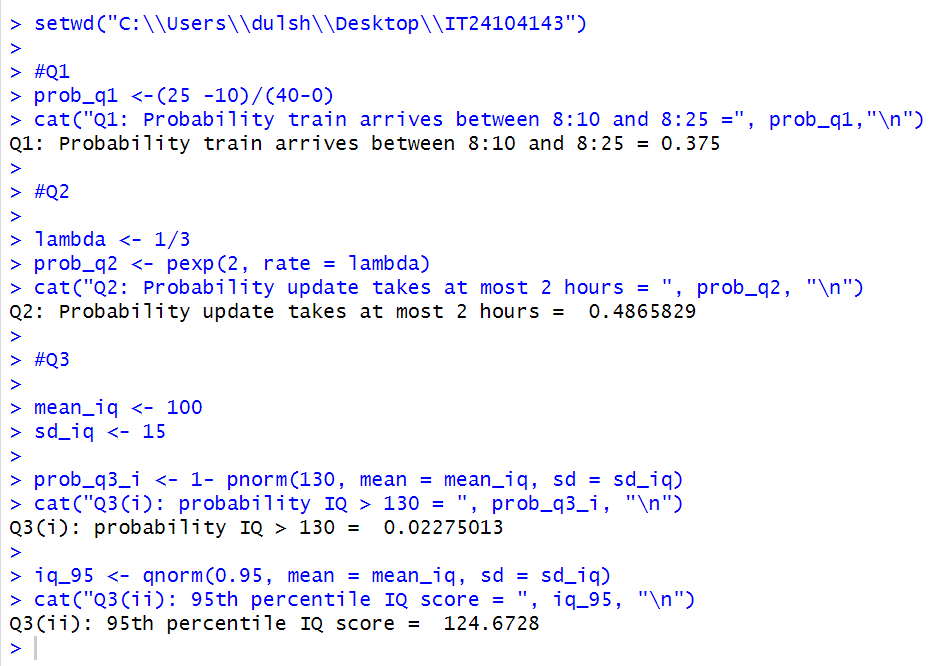 > setwd("C:\\Users\\dulsh\\Desktop\\IT24104143")
>
> #Q1
> prob_q1 <-(25 -10)/(40-0)
> cat("Q1: Probability train arrives between 8:10 and 8:25 =", prob_q1,"\n")
Q1: Probability train arrives between 8:10 and 8:25 = 0.375
>
> #Q2
>
> lambda <- 1/3
> prob_q2 <- pexp(2, rate = lambda)
> cat("Q2: Probability update takes at most 2 hours = ", prob_q2, "\n")
Q2: Probability update takes at most 2 hours =  0.4865829
>
> #Q3
>
> mean_iq <- 100
> sd_iq <- 15
>
> prob_q3_i <- 1- pnorm(130, mean = mean_iq, sd = sd_iq)
> cat("Q3(i): probability IQ > 130 = ", prob_q3_i, "\n")
Q3(i): probability IQ > 130 =  0.02275013
>
> iq_95 <- qnorm(0.95, mean = mean_iq, sd = sd_iq)
> cat("Q3(ii): 95th percentile IQ score = ", iq_95, "\n")
Q3(ii): 95th percentile IQ score =  124.6728
>